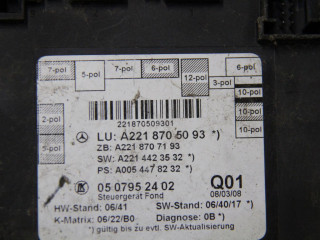 7-pol
5-pol
7-pol
6-pol
12-pol
6-pol
3-pol
7-pol
10-pol
10-pol
10-pol
5-pol
2-pol
221870509301
LU: A221 870 50 93 *)
ZB: A221 870 71 93
SW: A221 442 35 32 *)
PS: A005 447 82 32 *)
05 0795 24 02 Q01
Steuergerät Fond 08/03/08
HW-Stand: 06/41 SW-Stand: 06/40/17 *)
K-Matrix: 06/22/B0 Diagnose: 0B *)
*) gültig bis zu evtl. SW-Aktualisierung